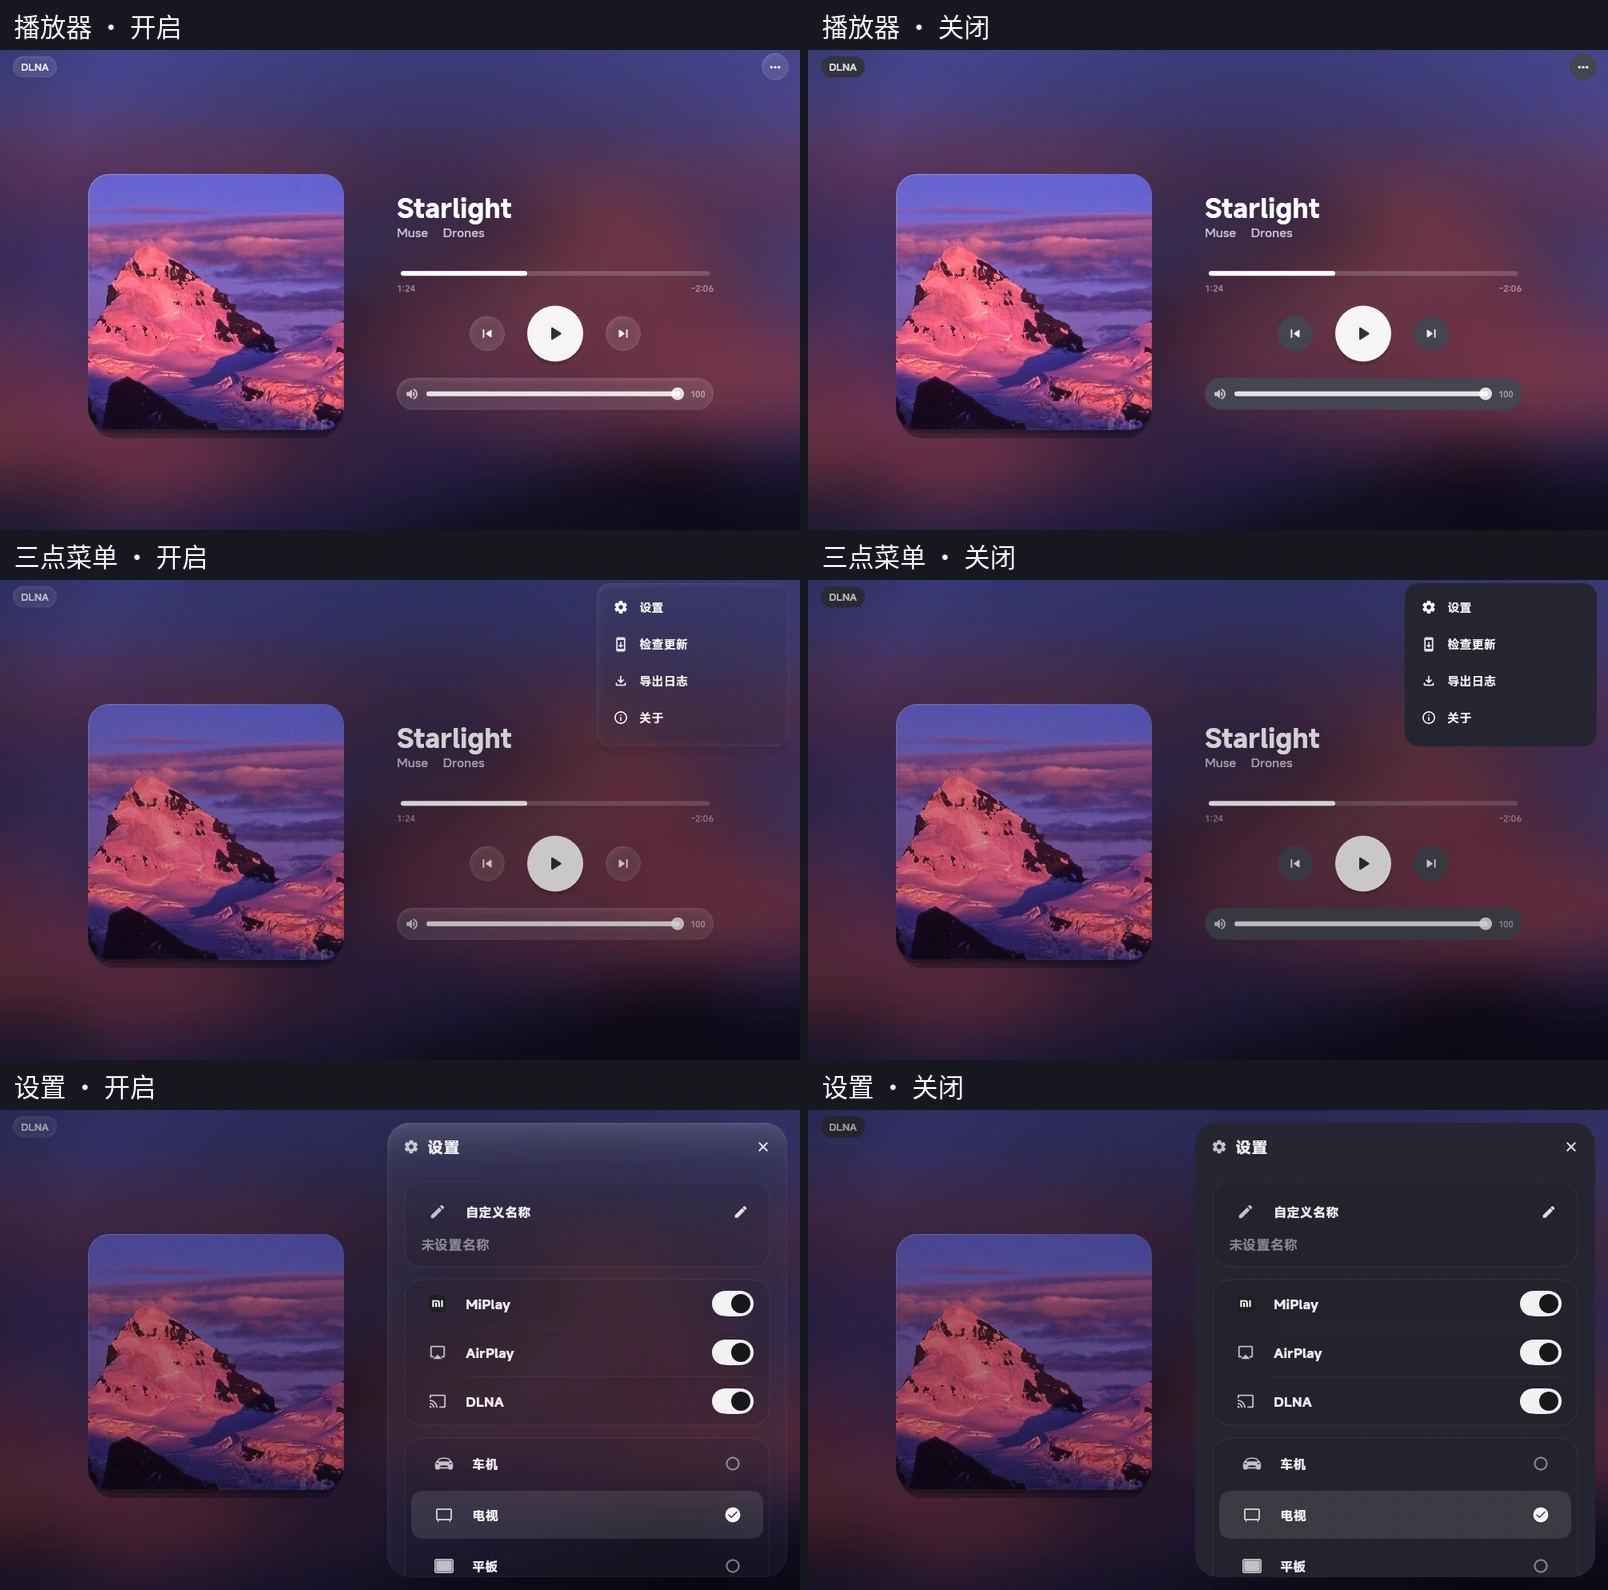 播放器 · 开启
DLNA
Starlight
Muse Drones
1:24 -2:06
100
播放器 · 关闭
DLNA
Starlight
Muse Drones
1:24 -2:06
100
三点菜单 · 开启
DLNA
设置
检查更新
导出日志
关于
Starlight
Muse Drones
1:24 -2:06
100
三点菜单 · 关闭
DLNA
设置
检查更新
导出日志
关于
Starlight
Muse Drones
1:24 -2:06
100
设置 · 开启
DLNA
设置
自定义名称
未设置名称
MiPlay
AirPlay
DLNA
车机
电视
平板
设置 · 关闭
DLNA
设置
自定义名称
未设置名称
MiPlay
AirPlay
DLNA
车机
电视
平板